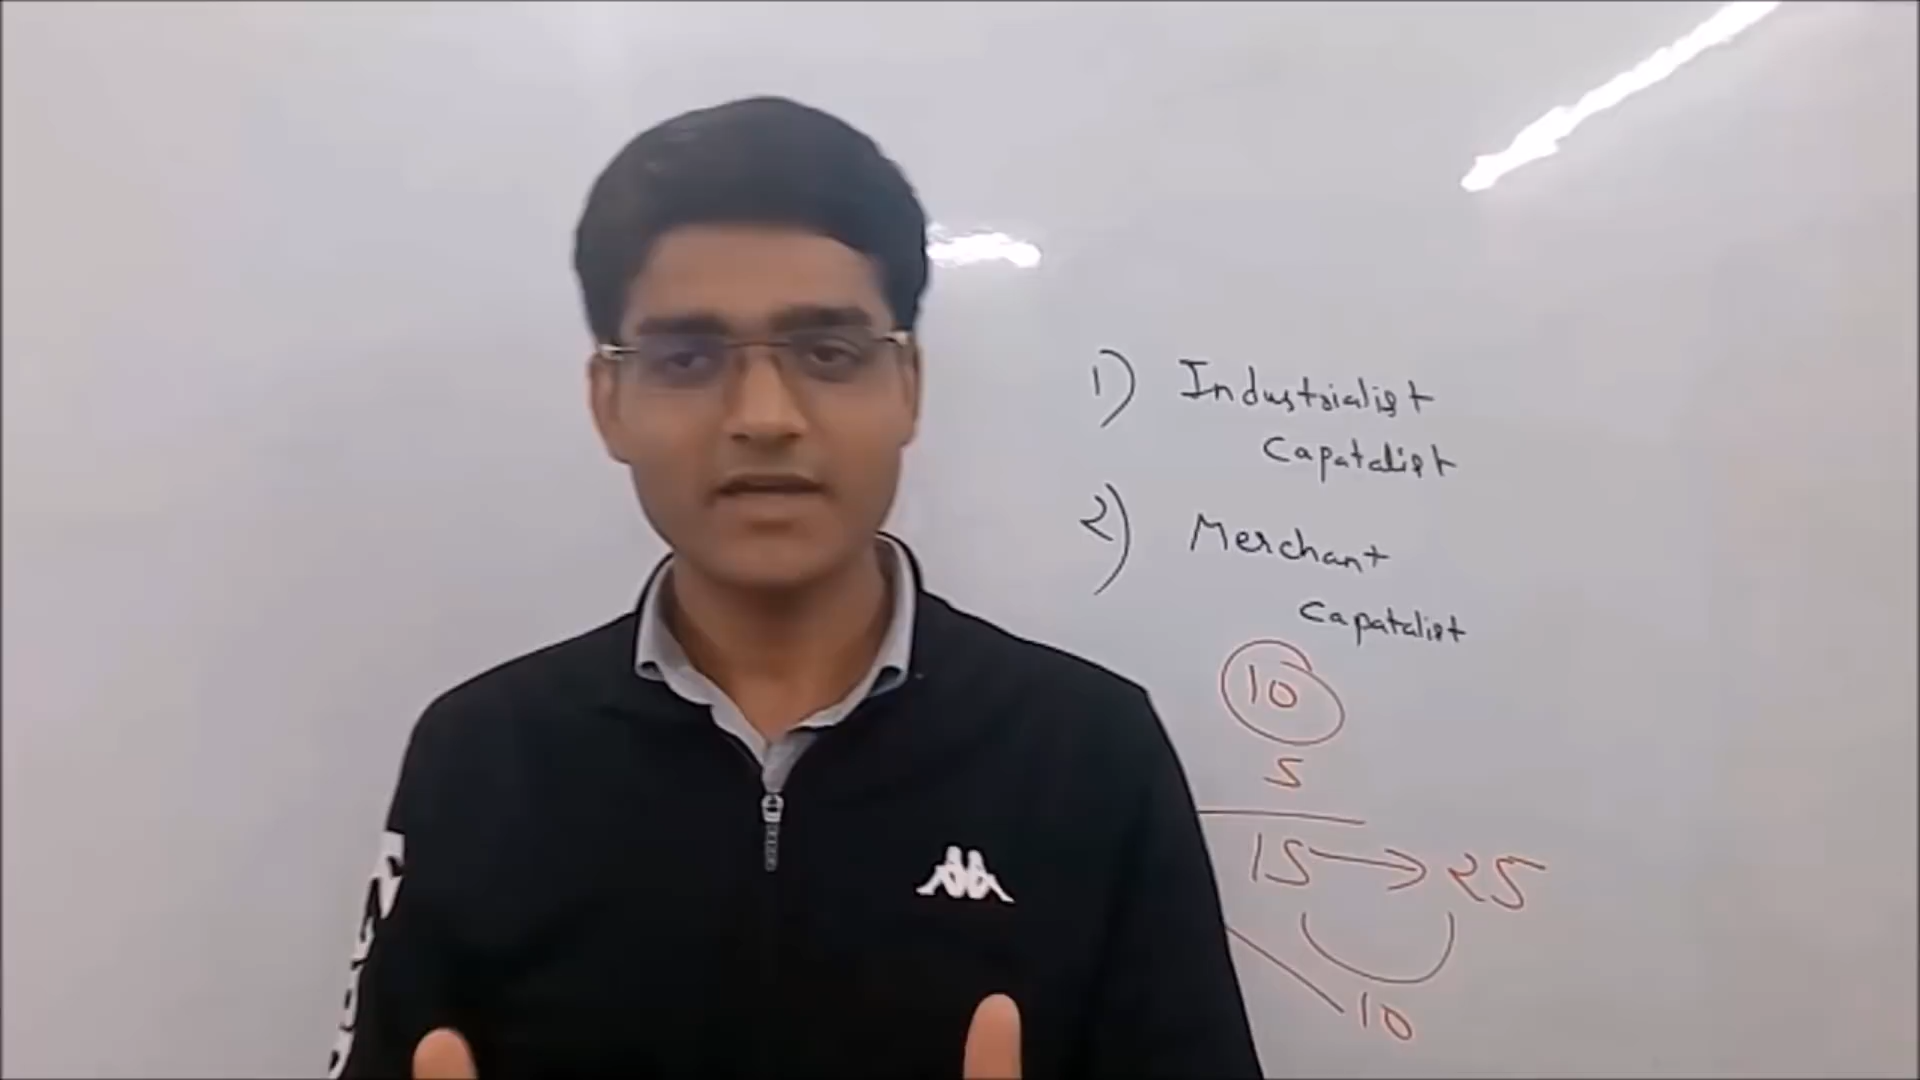 1) Industrialist
Capatalist
2) Merchant
Capatalist
10
5
15 → 25
10